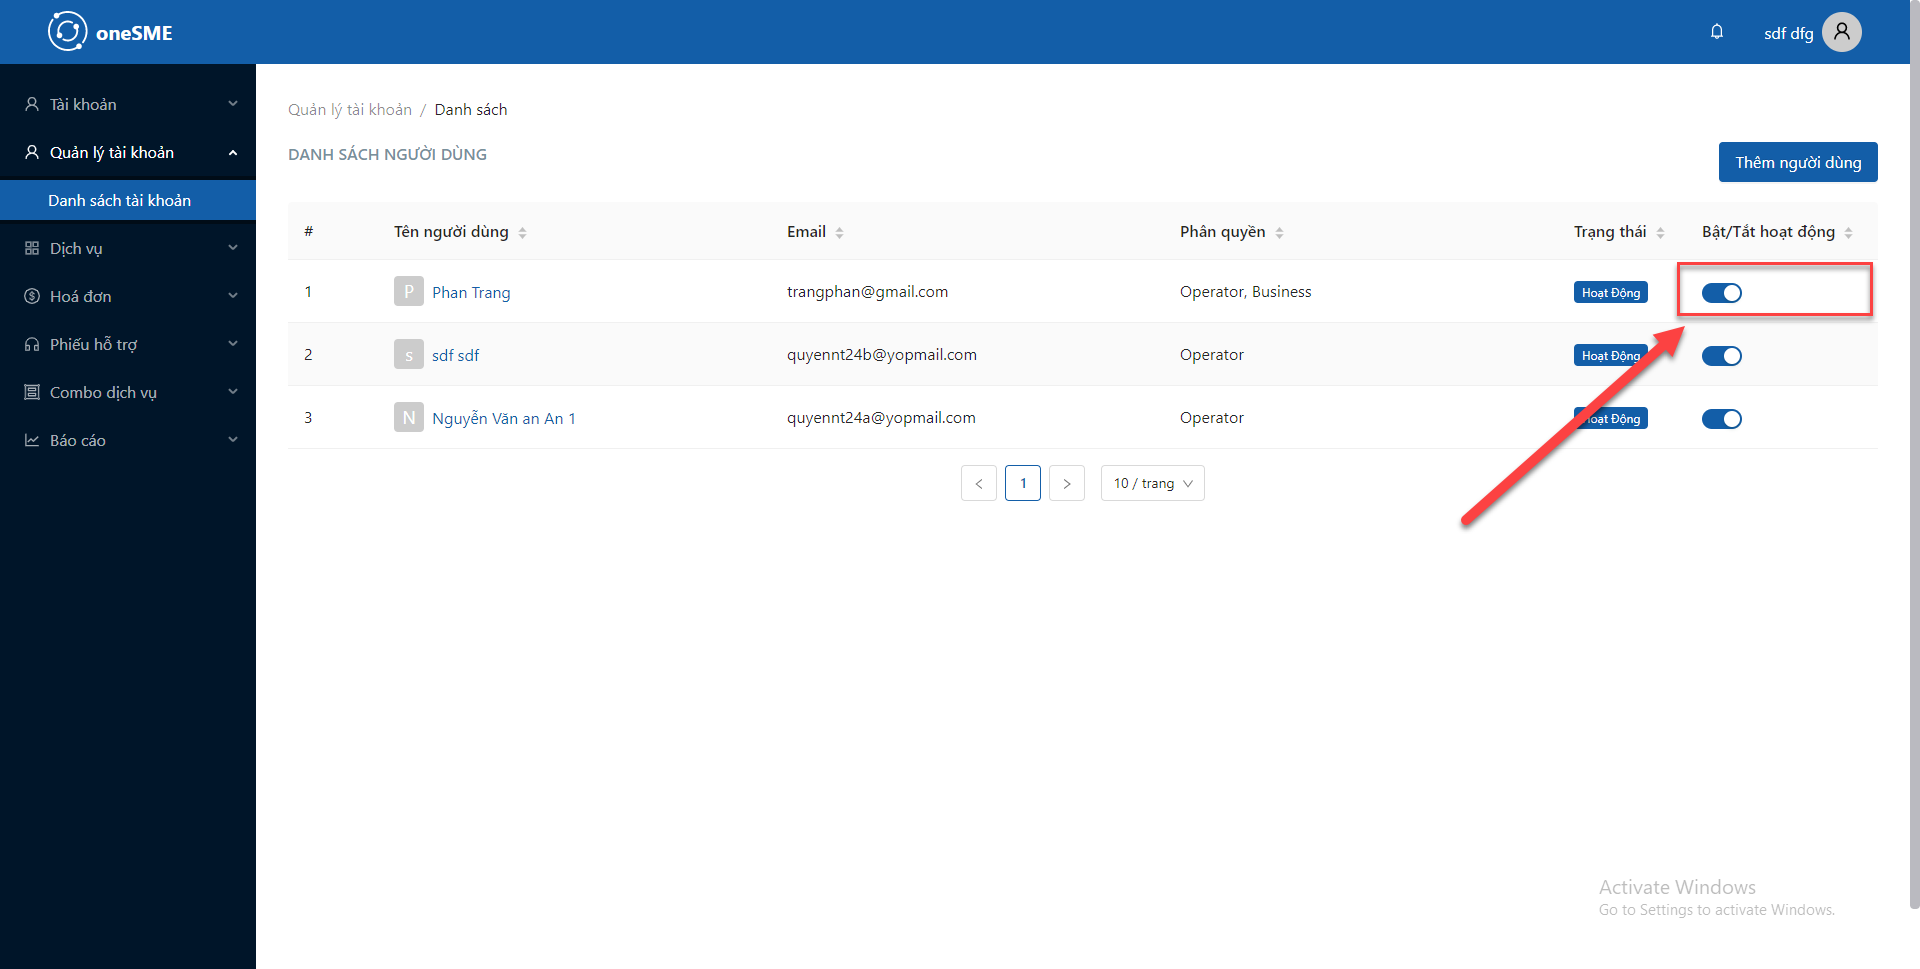 oneSME
sdf dfg
Tài khoản
Quản lý tài khoản
Danh sách tài khoản
Dịch vụ
Hoá đơn
Phiếu hỗ trợ
Combo dịch vụ
Báo cáo
Quản lý tài khoản / Danh sách
DANH SÁCH NGƯỜI DÙNG
Thêm người dùng
# Tên người dùng Email Phân quyền Trạng thái Bật/Tắt hoạt động
1 P Phan Trang trangphan@gmail.com Operator, Business Hoạt Động
2 s sdf sdf quyennt24b@yopmail.com Operator Hoạt Động
3 N Nguyễn Văn an An 1 quyennt24a@yopmail.com Operator Hoạt Động
< 1 > 10 / trang
Activate Windows
Go to Settings to activate Windows.